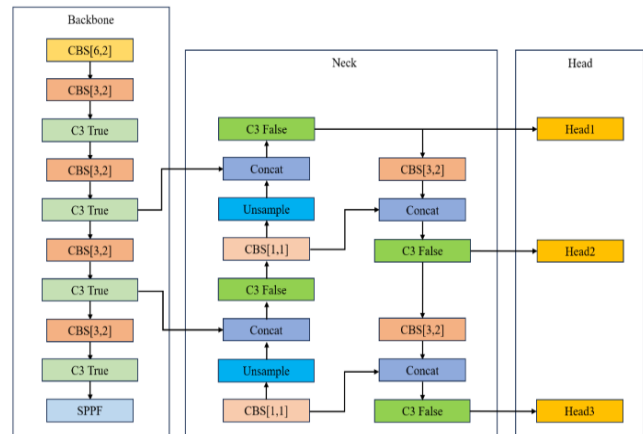 Backbone
CBS[6,2]
CBS[3,2]
C3 True
CBS[3,2]
C3 True
CBS[3,2]
C3 True
CBS[3,2]
C3 True
SPPF
Neck
C3 False
Concat
Unsample
CBS[1,1]
C3 False
Concat
Unsample
CBS[1,1]
CBS[3,2]
Concat
C3 False
CBS[3,2]
Concat
C3 False
Head
Head1
Head2
Head3